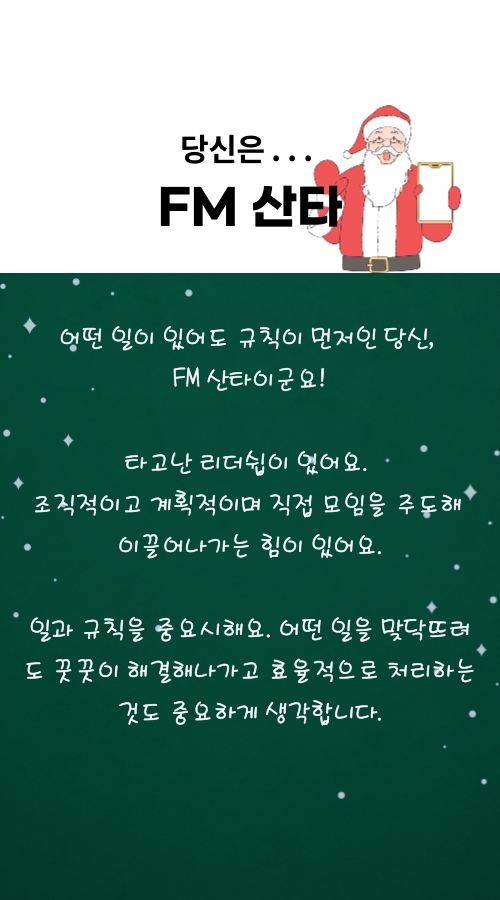 당신은 . . .
FM 산타
어떤 일이 있어도 규칙이 먼저인 당신,
FM 산타이군요!
타고난 리더쉽이 있어요.
조직적이고 계획적이며 직접 모임을 주도해
이끌어나가는 힘이 있어요.
일과 규칙을 중요시해요. 어떤 일을 맞닥뜨려
도 꿋꿋이 해결해나가고 효율적으로 처리하는
것도 중요하게 생각합니다.